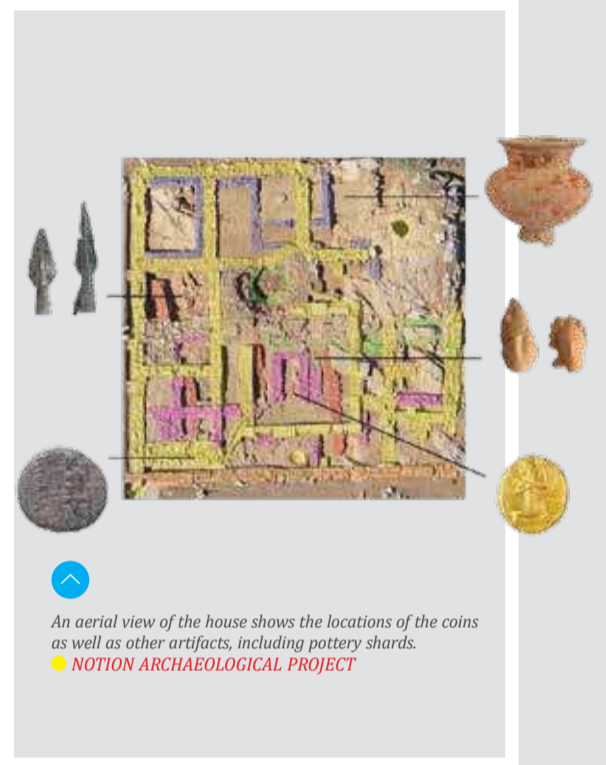 An aerial view of the house shows the locations of the coins
as well as other artifacts, including pottery shards.
NOTION ARCHAEOLOGICAL PROJECT